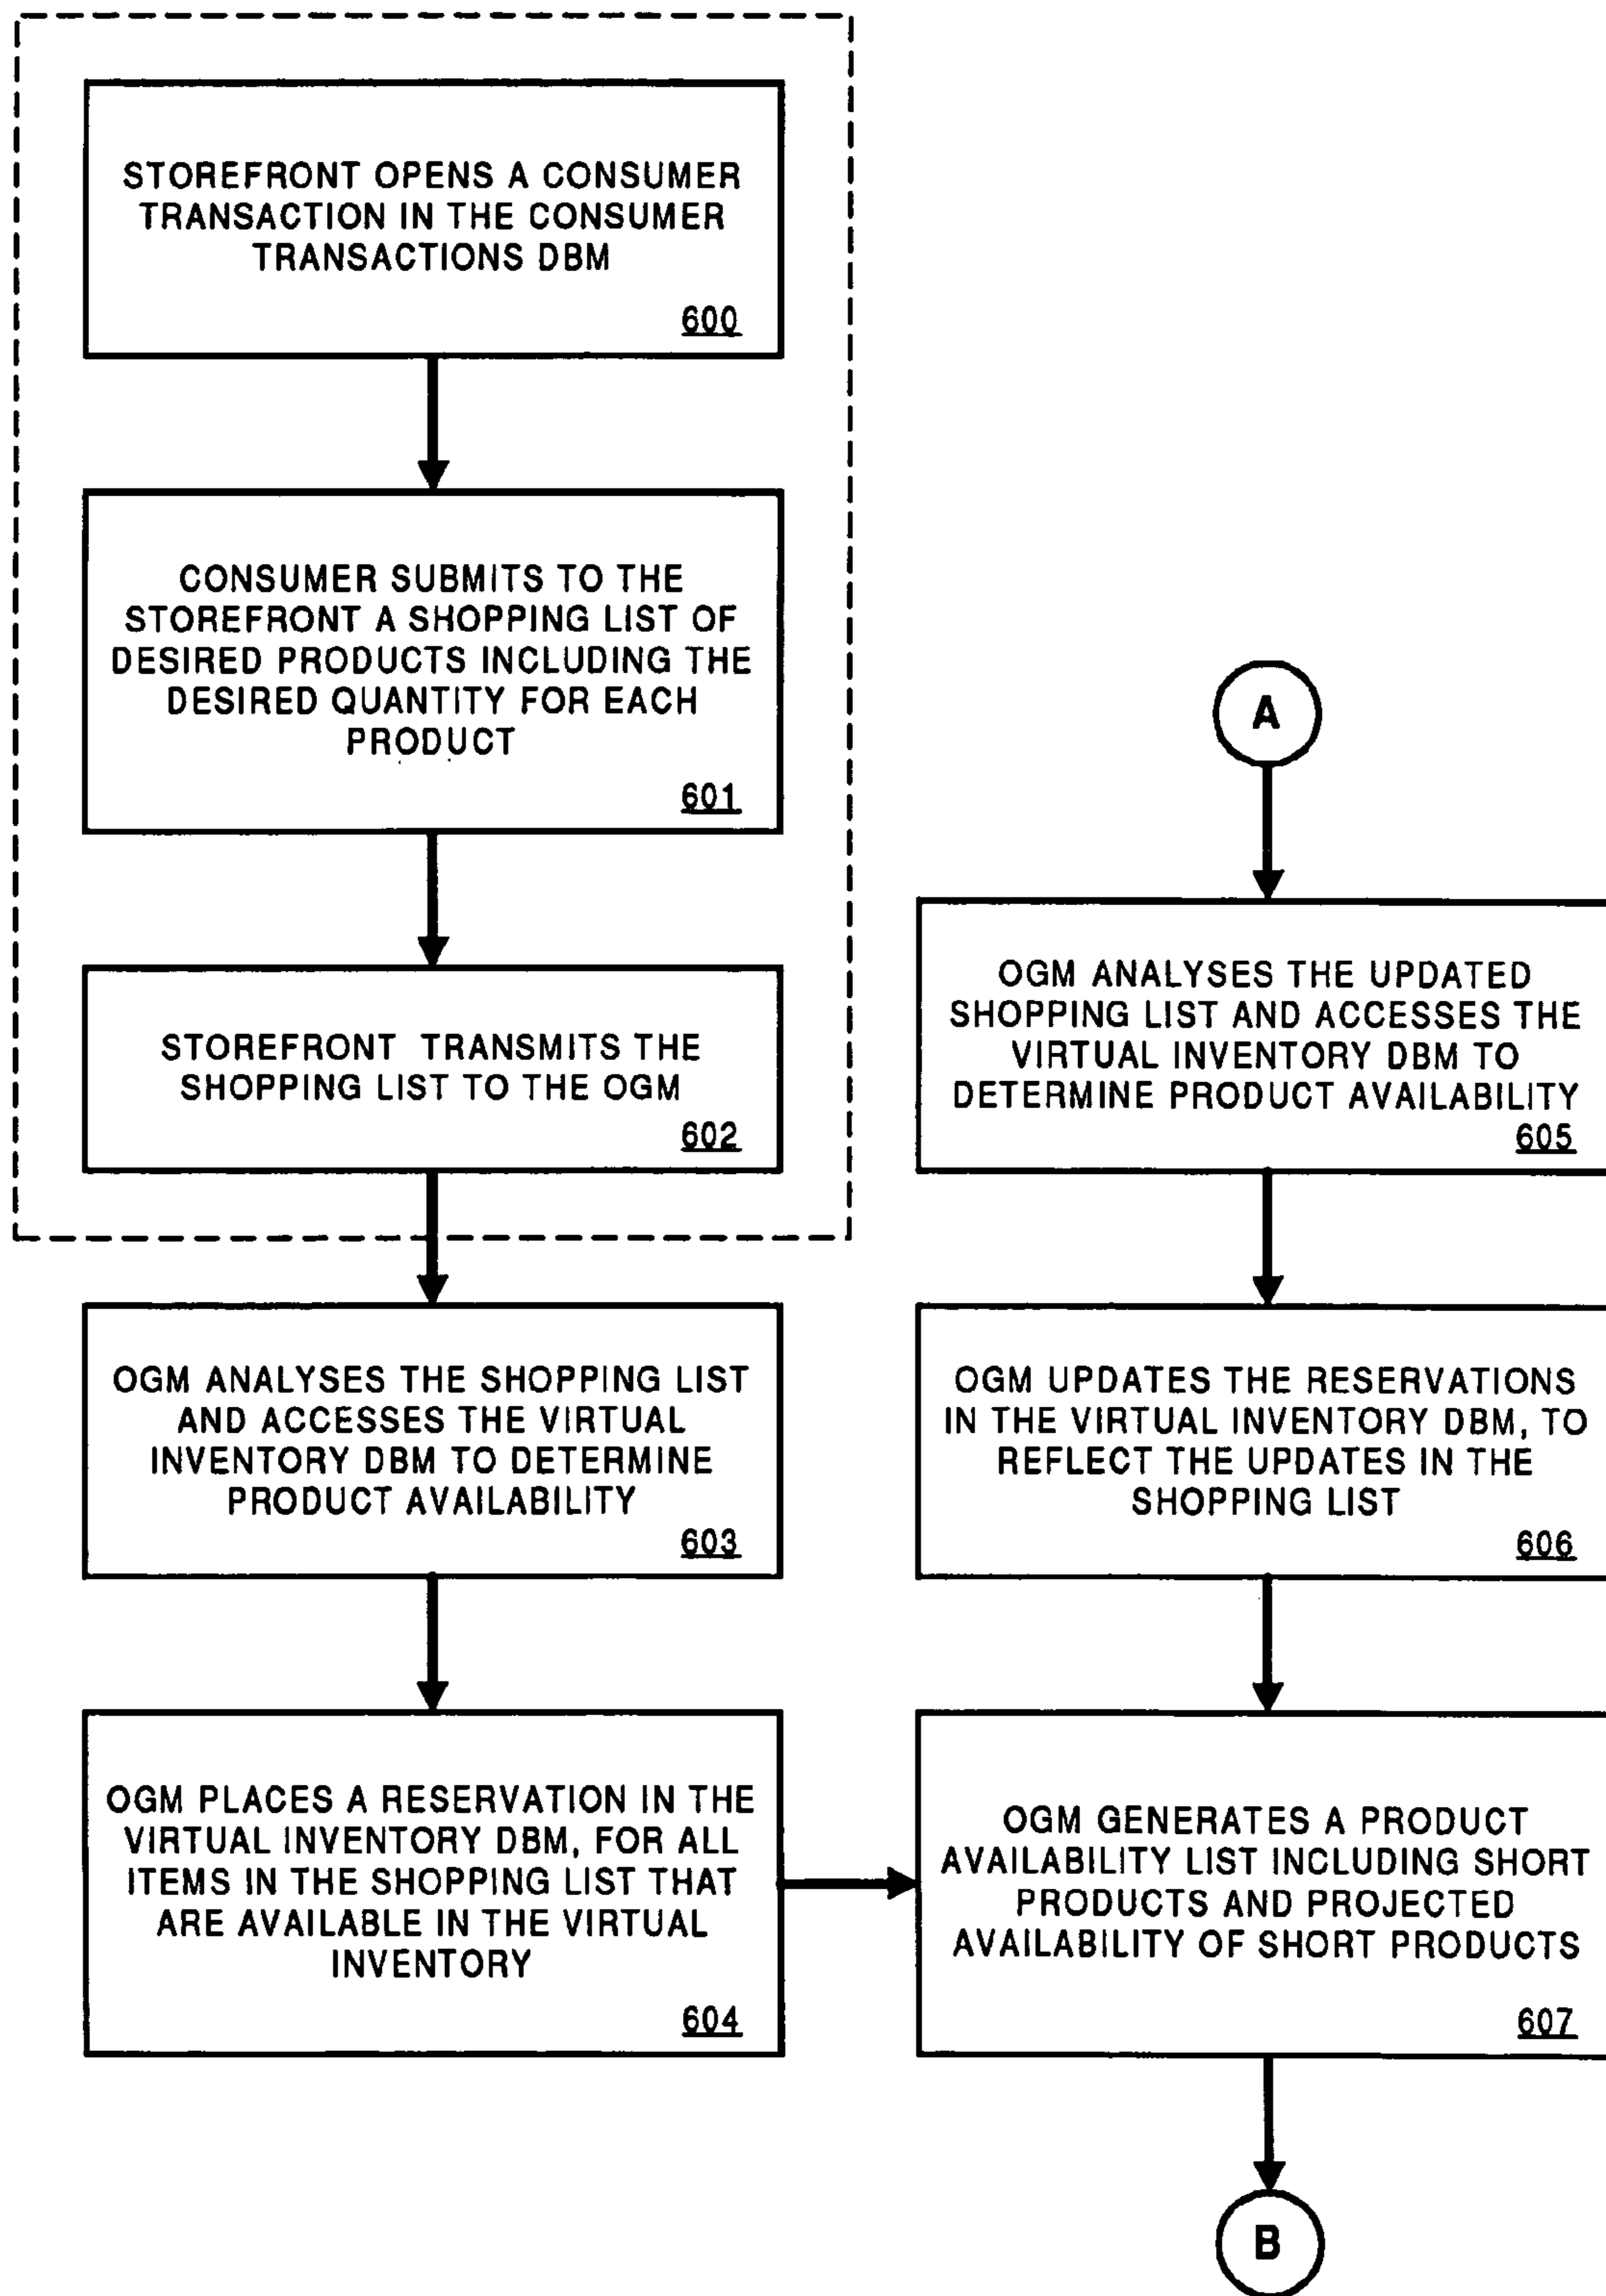 STOREFRONT OPENS A CONSUMER
TRANSACTION IN THE CONSUMER
TRANSACTIONS DBM
600
CONSUMER SUBMITS TO THE
STOREFRONT A SHOPPING LIST OF
DESIRED PRODUCTS INCLUDING THE
DESIRED QUANTITY FOR EACH
PRODUCT
601
STOREFRONT TRANSMITS THE
SHOPPING LIST TO THE OGM
602
OGM ANALYSES THE SHOPPING LIST
AND ACCESSES THE VIRTUAL
INVENTORY DBM TO DETERMINE
PRODUCT AVAILABILITY
603
OGM PLACES A RESERVATION IN THE
VIRTUAL INVENTORY DBM, FOR ALL
ITEMS IN THE SHOPPING LIST THAT
ARE AVAILABLE IN THE VIRTUAL
INVENTORY
604
A
OGM ANALYSES THE UPDATED
SHOPPING LIST AND ACCESSES THE
VIRTUAL INVENTORY DBM TO
DETERMINE PRODUCT AVAILABILITY
605
OGM UPDATES THE RESERVATIONS
IN THE VIRTUAL INVENTORY DBM, TO
REFLECT THE UPDATES IN THE
SHOPPING LIST
606
OGM GENERATES A PRODUCT
AVAILABILITY LIST INCLUDING SHORT
PRODUCTS AND PROJECTED
AVAILABILITY OF SHORT PRODUCTS
607
B